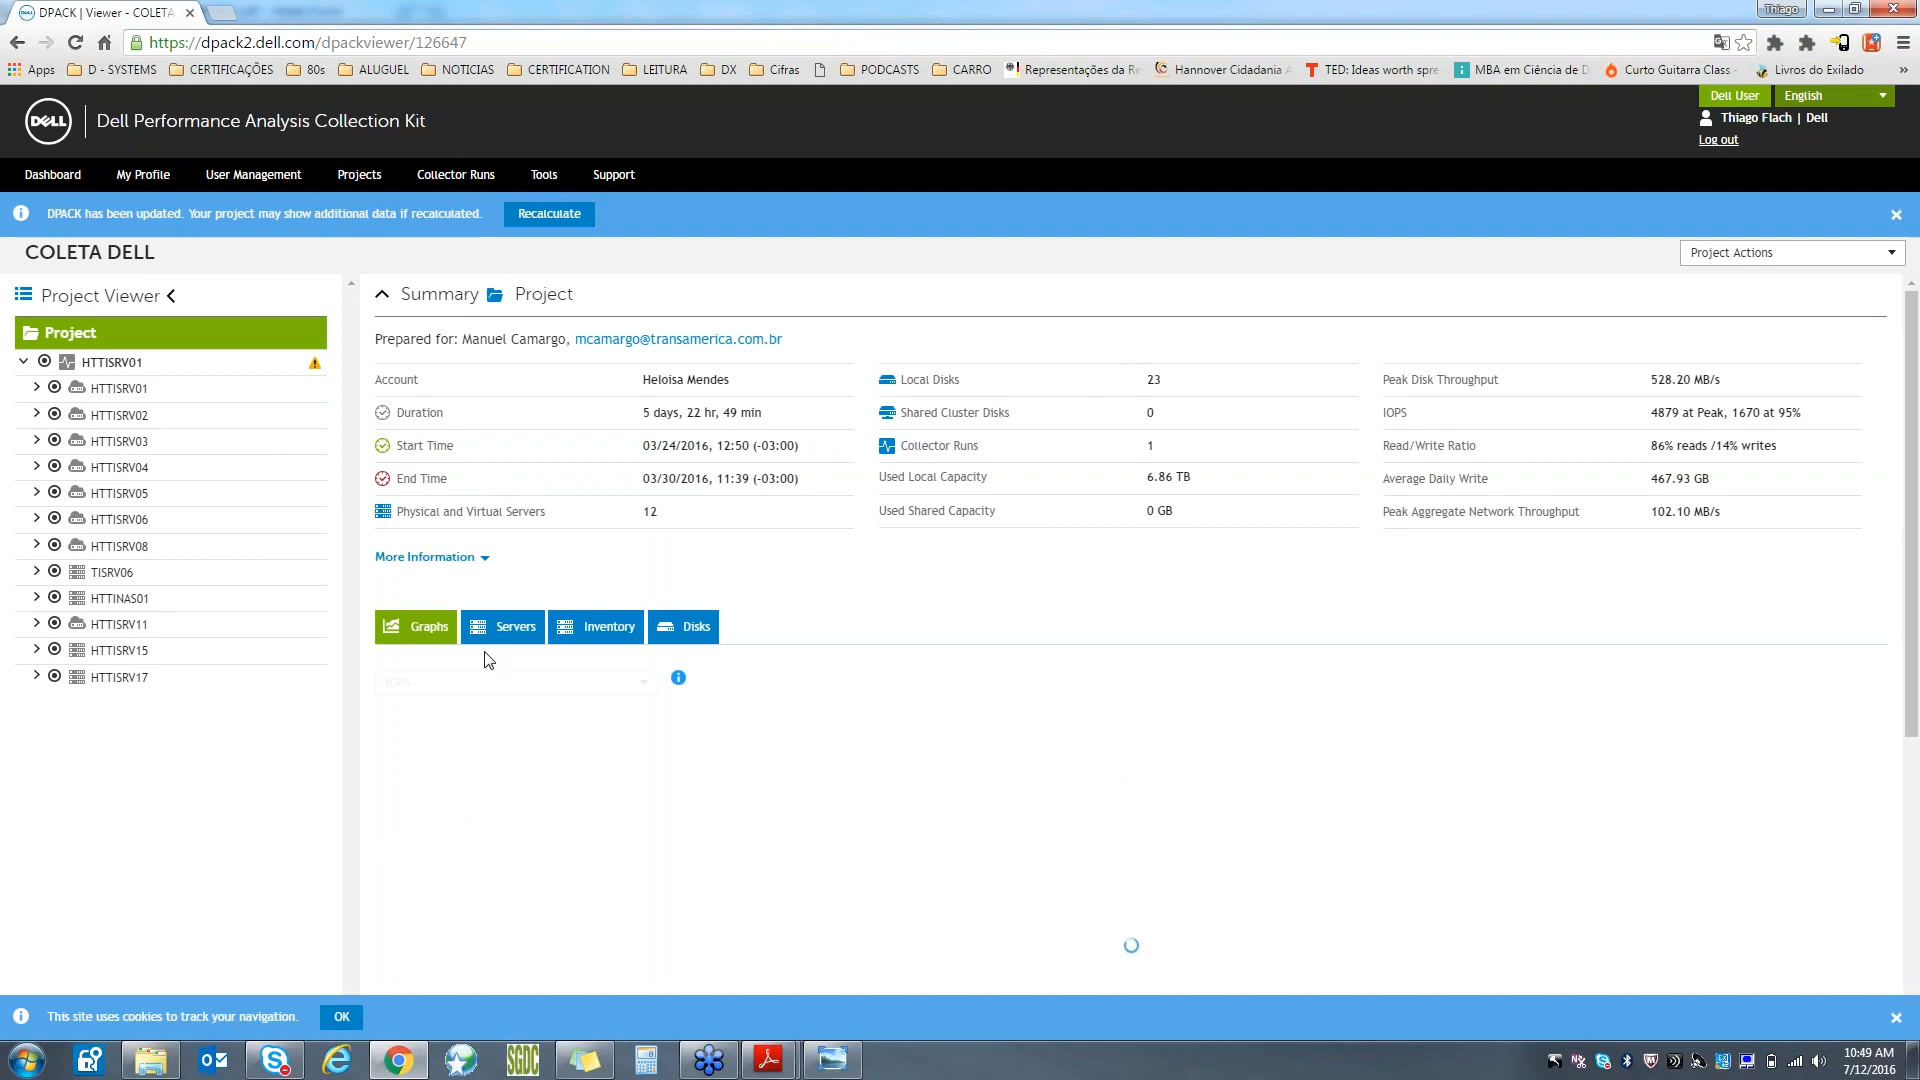 DPACK | Viewer - COLETA
Thiago
https://dpack2.dell.com/dpackviewer/126647
Apps D - SYSTEMS CERTIFICAÇÕES 80s ALUGUEL NOTICIAS CERTIFICATION LEITURA DX Cifras PODCASTS CARRO Representações da Re Hannover Cidadania TED: Ideas worth spre MBA em Ciência de D Curto Guitarra Class - Livros do Exilado »
Dell User English
DELL Dell Performance Analysis Collection Kit
Thiago Flach | Dell
Log out
Dashboard My Profile User Management Projects Collector Runs Tools Support
DPACK has been updated. Your project may show additional data if recalculated. Recalculate
COLETA DELL
Project Actions
Project Viewer
Project
HTTISRV01
HTTISRV01
HTTISRV02
HTTISRV03
HTTISRV04
HTTISRV05
HTTISRV06
HTTISRV08
TISRV06
HTTINAS01
HTTISRV11
HTTISRV15
HTTISRV17
Summary Project
Prepared for: Manuel Camargo, mcamargo@transamerica.com.br
Account Heloisa Mendes
Duration 5 days, 22 hr, 49 min
Start Time 03/24/2016, 12:50 (-03:00)
End Time 03/30/2016, 11:39 (-03:00)
Physical and Virtual Servers 12
Local Disks 23
Shared Cluster Disks 0
Collector Runs 1
Used Local Capacity 6.86 TB
Used Shared Capacity 0 GB
Peak Disk Throughput 528.20 MB/s
IOPS 4879 at Peak, 1670 at 95%
Read/Write Ratio 86% reads /14% writes
Average Daily Write 467.93 GB
Peak Aggregate Network Throughput 102.10 MB/s
More Information
Graphs Servers Inventory Disks
IOPS
This site uses cookies to track your navigation. OK
SGDC
10:49 AM
7/12/2016